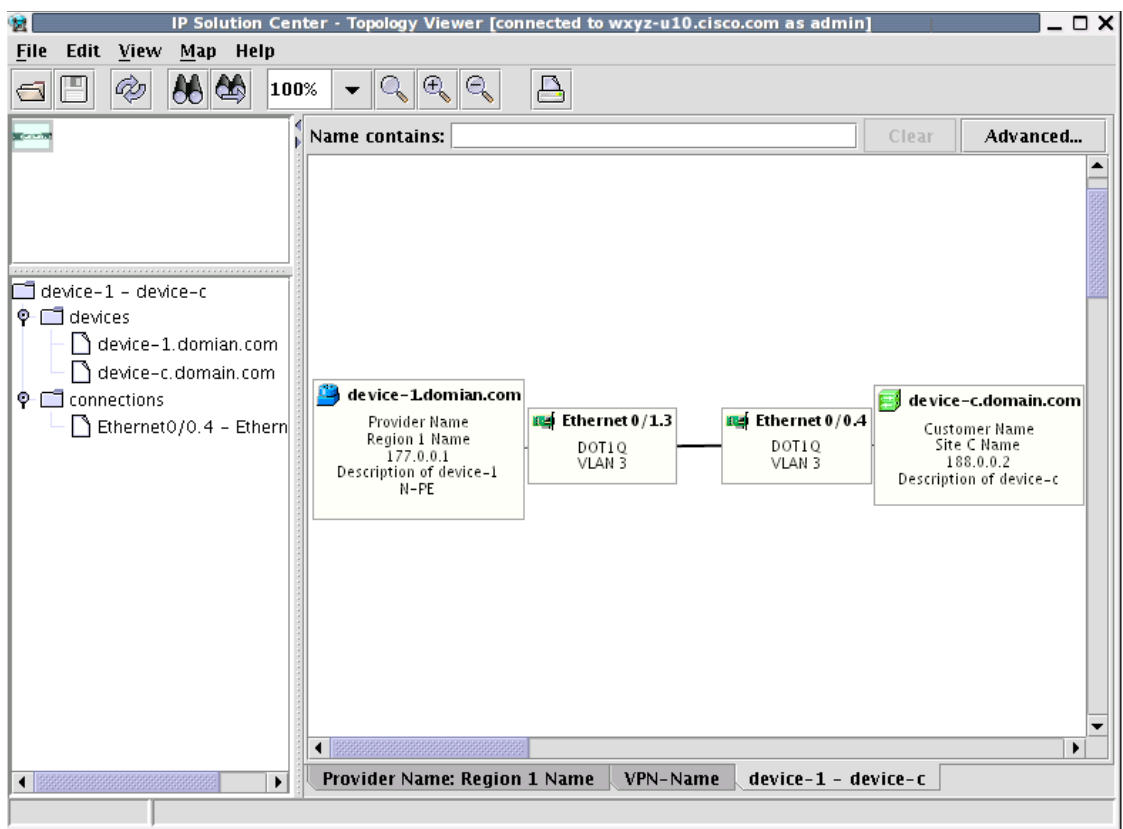 IP Solution Center - Topology Viewer [connected to wxyz-u10.cisco.com as admin]
File Edit View Map Help
100%
Name contains: Clear Advanced...
device-1 - device-c
devices
device-1.domian.com
device-c.domain.com
connections
Ethernet0/0.4 - Ethern
device-1.domian.com
Provider Name
Region 1 Name
177.0.0.1
Description of device-1
N-PE
Ethernet0/1.3
DOT1Q
VLAN 3
Ethernet0/0.4
DOT1Q
VLAN 3
device-c.domain.com
Customer Name
Site C Name
188.0.0.2
Description of device-c
Provider Name: Region 1 Name VPN-Name device-1 - device-c